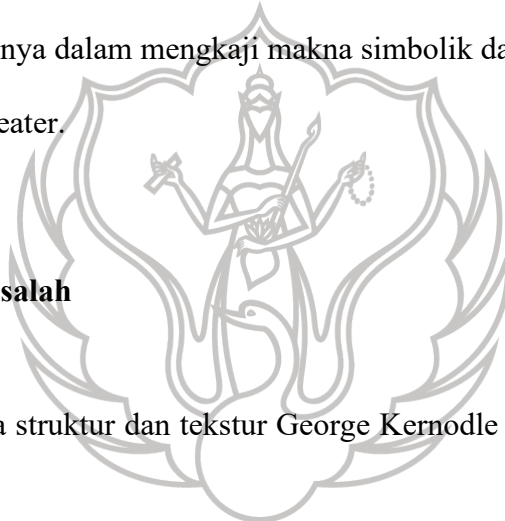 nya dalam mengkaji makna simbolik da
eater.
salah
a struktur dan tekstur George Kernodle